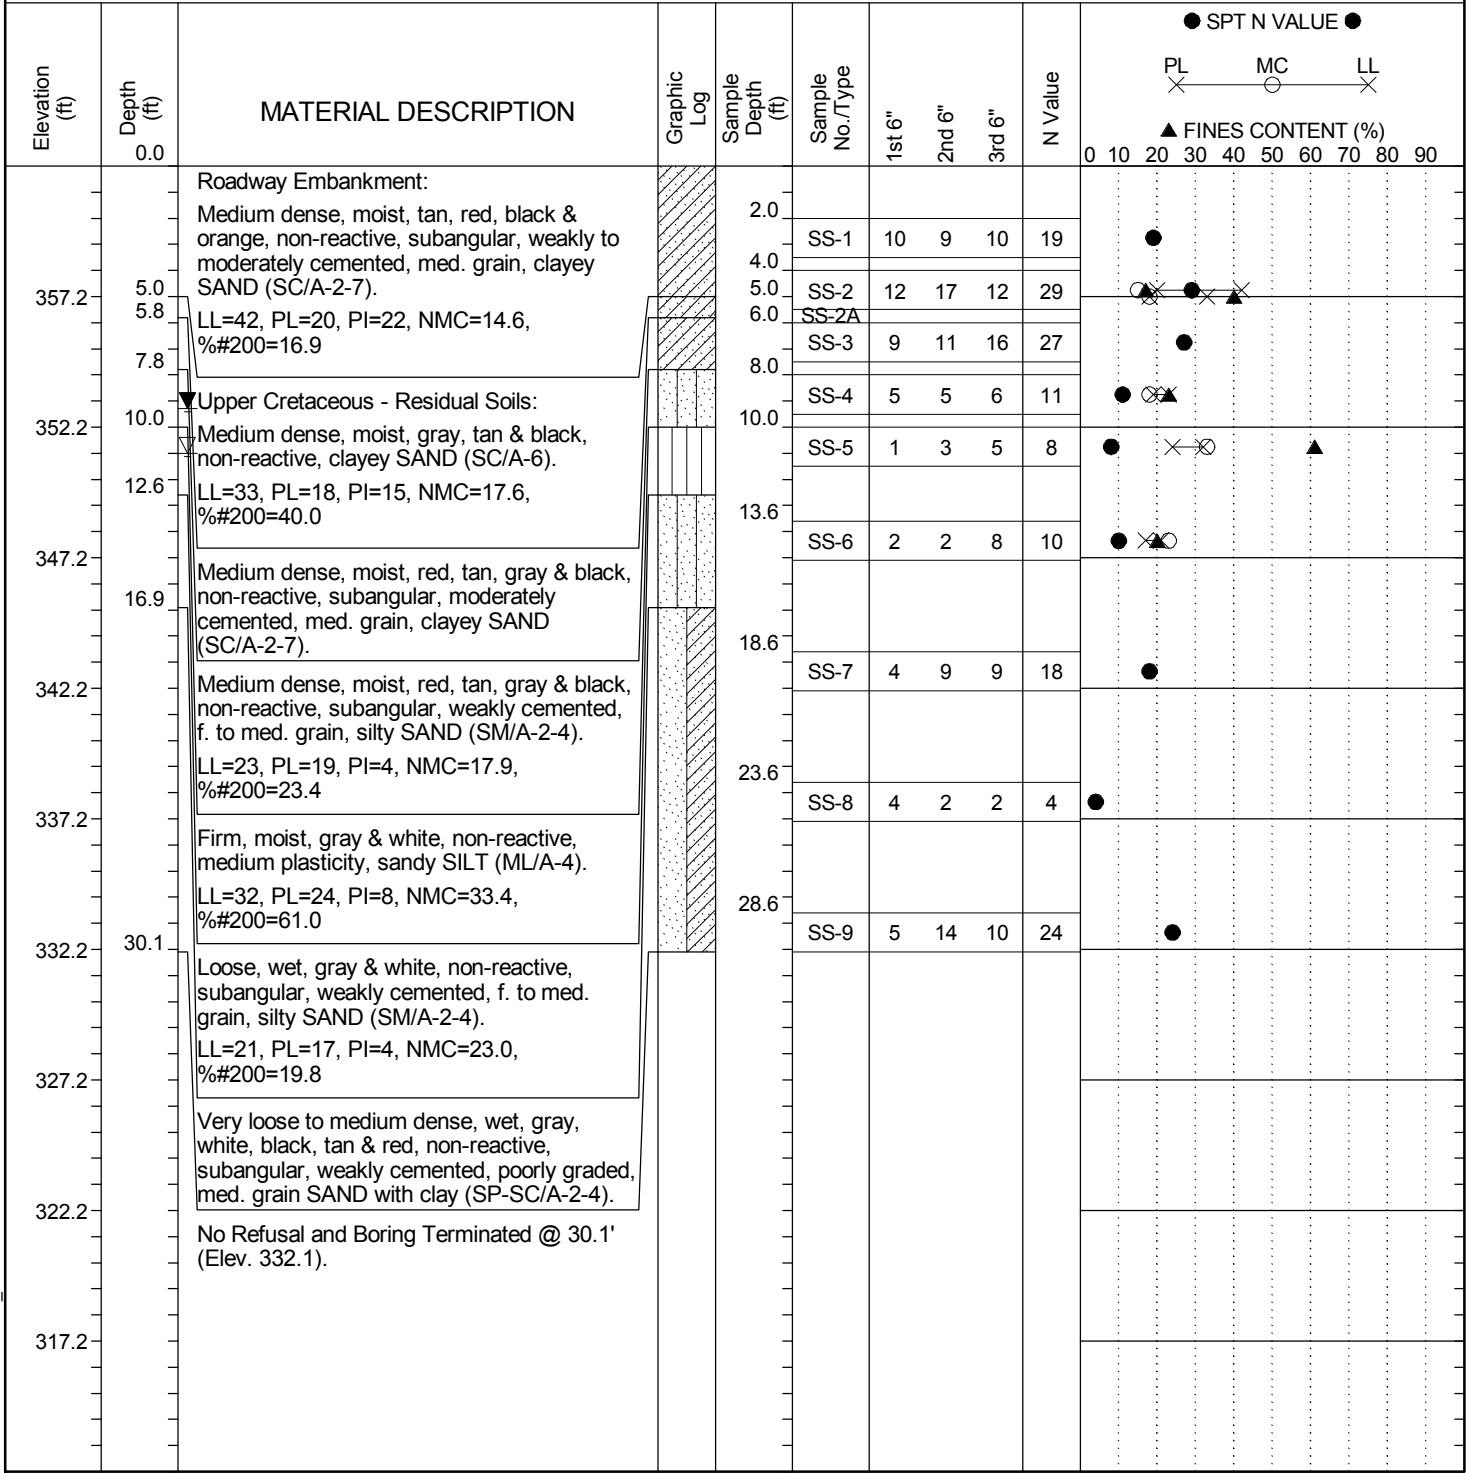 ● SPT N VALUE ●
PL MC LL
▲ FINES CONTENT (%)
Elevation (ft)
Depth (ft)
0.0
MATERIAL DESCRIPTION
Graphic Log
Sample Depth (ft)
Sample No./Type
1st 6"
2nd 6"
3rd 6"
N Value
0 10 20 30 40 50 60 70 80 90
Roadway Embankment:
Medium dense, moist, tan, red, black &
orange, non-reactive, subangular, weakly to
moderately cemented, med. grain, clayey
SAND (SC/A-2-7).
LL=42, PL=20, PI=22, NMC=14.6,
%#200=16.9
Upper Cretaceous - Residual Soils:
Medium dense, moist, gray, tan & black,
non-reactive, clayey SAND (SC/A-6).
LL=33, PL=18, PI=15, NMC=17.6,
%#200=40.0
Medium dense, moist, red, tan, gray & black,
non-reactive, subangular, moderately
cemented, med. grain, clayey SAND
(SC/A-2-7).
Medium dense, moist, red, tan, gray & black,
non-reactive, subangular, weakly cemented,
f. to med. grain, silty SAND (SM/A-2-4).
LL=23, PL=19, PI=4, NMC=17.9,
%#200=23.4
Firm, moist, gray & white, non-reactive,
medium plasticity, sandy SILT (ML/A-4).
LL=32, PL=24, PI=8, NMC=33.4,
%#200=61.0
Loose, wet, gray & white, non-reactive,
subangular, weakly cemented, f. to med.
grain, silty SAND (SM/A-2-4).
LL=21, PL=17, PI=4, NMC=23.0,
%#200=19.8
Very loose to medium dense, wet, gray,
white, black, tan & red, non-reactive,
subangular, weakly cemented, poorly graded,
med. grain SAND with clay (SP-SC/A-2-4).
No Refusal and Boring Terminated @ 30.1'
(Elev. 332.1).
357.2
352.2
347.2
342.2
337.2
332.2
327.2
322.2
317.2
5.0
5.8
7.8
10.0
12.6
16.9
30.1
2.0
4.0
5.0
6.0
8.0
10.0
13.6
18.6
23.6
28.6
SS-1 10 9 10 19
SS-2 12 17 12 29
SS-2A
SS-3 9 11 16 27
SS-4 5 5 6 11
SS-5 1 3 5 8
SS-6 2 2 8 10
SS-7 4 9 9 18
SS-8 4 2 2 4
SS-9 5 14 10 24